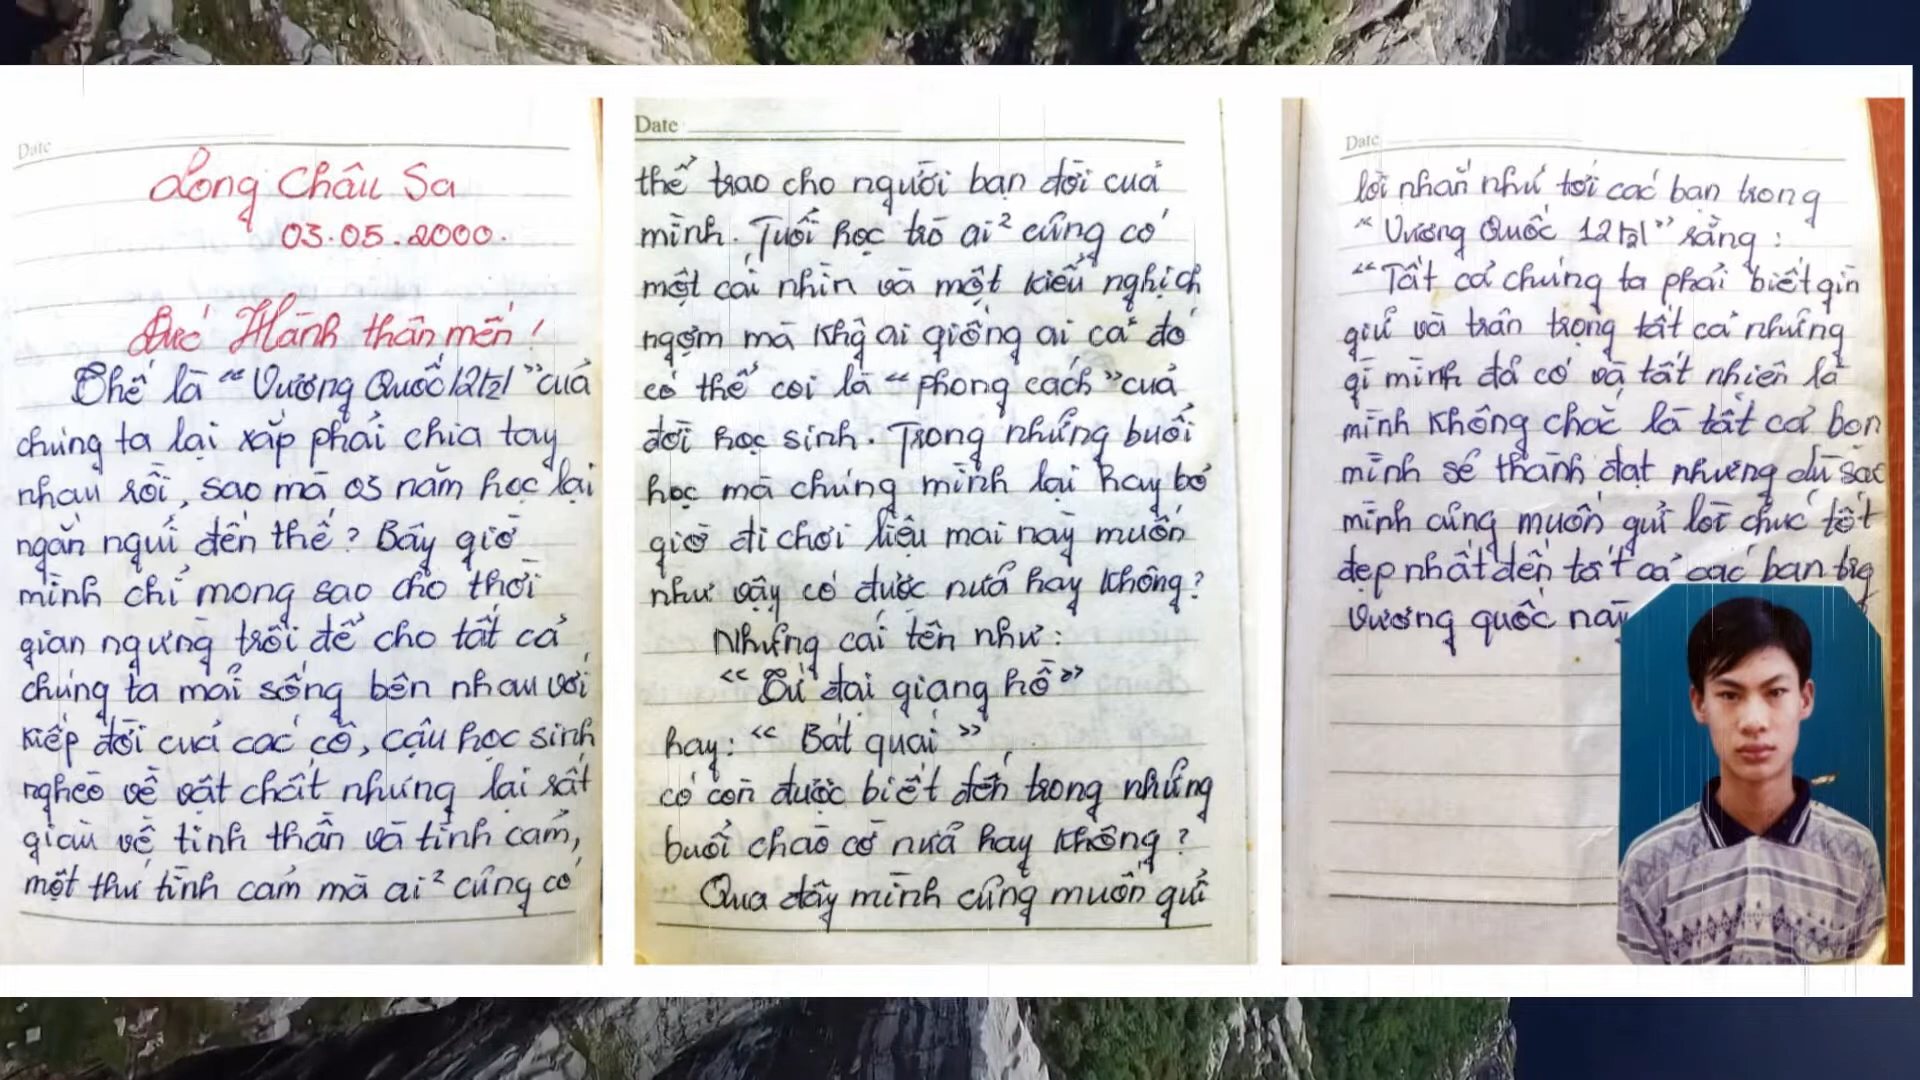 Date
Long Châu Sa
03.05.2000.
Đức Hành thân mến!
Thế là "Vương Quốc 12T2" của
chúng ta lại xắp phải chia tay
nhau rồi, sao mà 03 năm học lại
ngắn ngủi đến thế? Bây giờ
mình chỉ mong sao cho thời
gian ngưng trôi để cho tất cả
chúng ta mãi sống bên nhau với
kiếp đời của các cô, cậu học sinh
nghèo về vật chất nhưng lại rất
giàu về tinh thần và tình cảm,
một thứ tình cảm mà ai² cũng có
Date
thể trao cho người bạn đời của
mình. Tuổi học trò ai² cũng có
một cái nhìn và một kiểu nghịch
ngợm mà khg ai giống ai cả đó
có thể coi là "phong cách" của
đời học sinh. Trong những buổi
học mà chúng mình lại hay bỏ
giờ đi chơi liệu mai này muốn
như vậy có được nữa hay không?
Những cái tên như:
"Tứ đại giang hồ"
hay: "Bát quái",
có còn được biết đến trong những
buổi chào cờ nữa hay không?
Qua đây mình cũng muốn gửi
Date
lời nhắn nhủ tới các bạn trong
"Vương Quốc 12T2" rằng:
"Tất cả chúng ta phải biết gìn
giữ và trân trọng tất cả những
gì mình đã có và tất nhiên là
mình không chắc là tất cả bọn
mình sẽ thành đạt nhưng dù sao
mình cũng muốn gửi lời chúc tốt
đẹp nhất đến tất cả các bạn trg
Vương quốc này